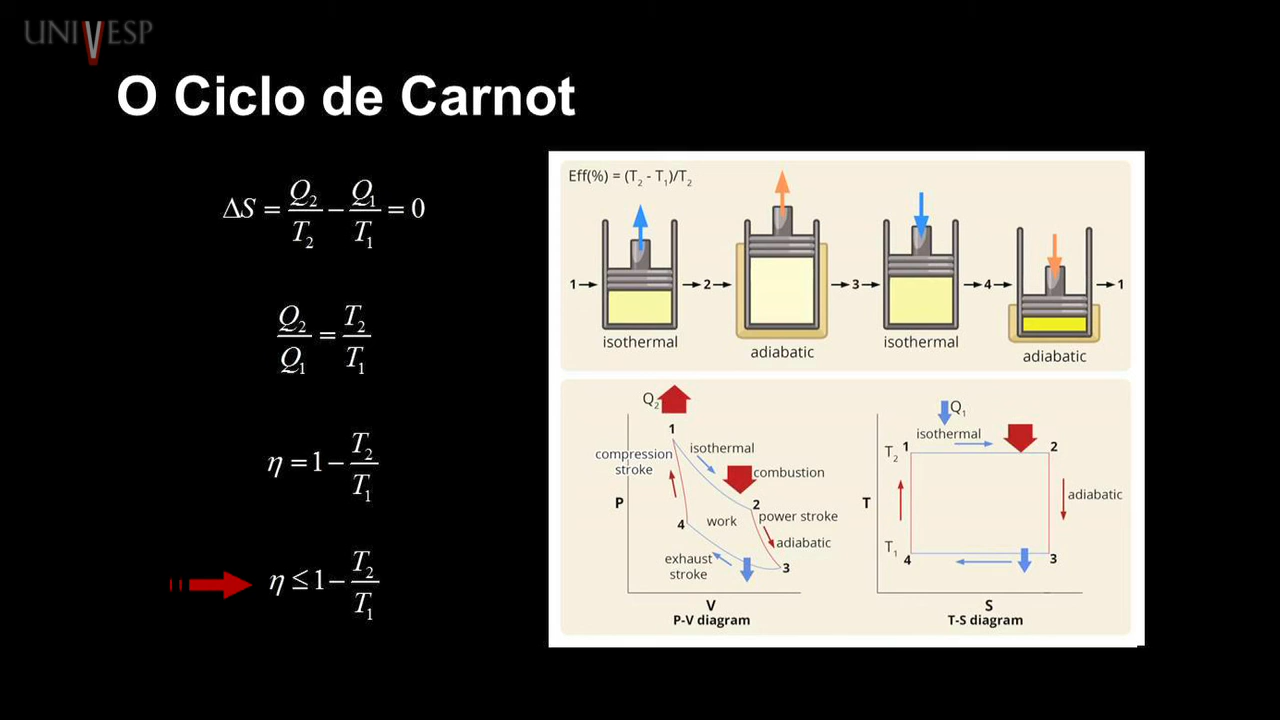 UNIVESP
O Ciclo de Carnot
ΔS = Q₂/T₂ − Q₁/T₁ = 0
Q₂/Q₁ = T₂/T₁
η = 1 − T₂/T₁
η ≤ 1 − T₂/T₁
Eff(%) = (T₂ - T₁)/T₂
1 → → 2 → → 3 → → 4 → → 1
isothermal
adiabatic
isothermal
adiabatic
Q₂
1
isothermal
compression
stroke
combustion
P
2
4
work
power stroke
adiabatic
exhaust
stroke
3
V
P-V diagram
Q₁
isothermal
T₂
1
2
T
adiabatic
T₁
4
3
S
T-S diagram